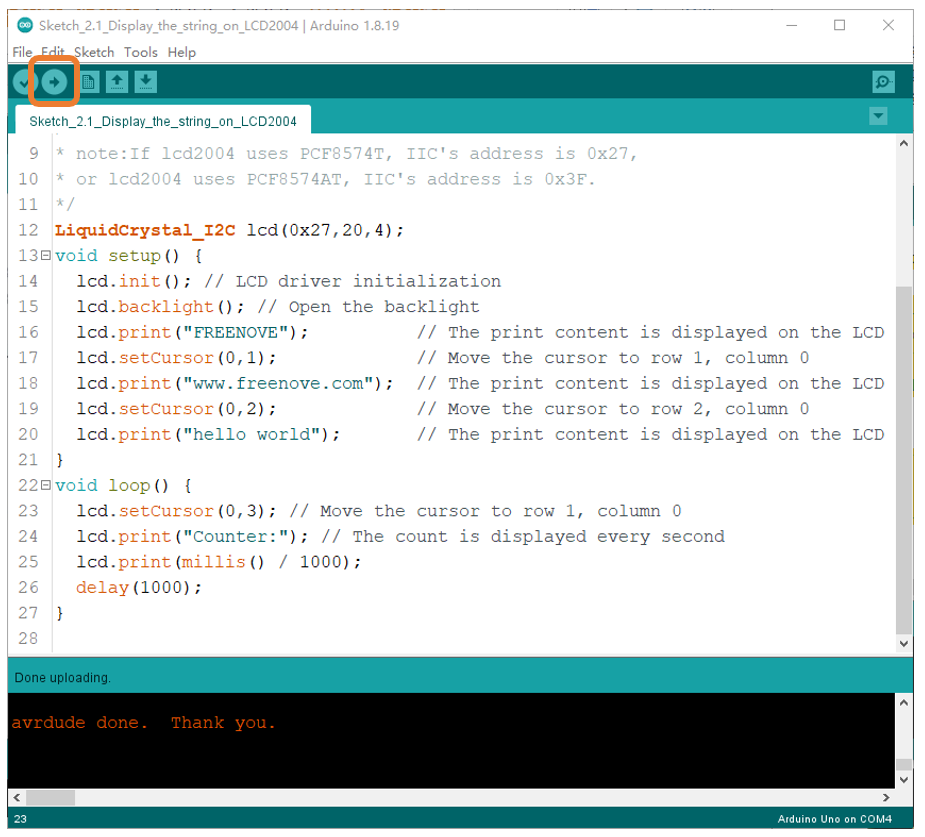 Sketch_2.1_Display_the_string_on_LCD2004 | Arduino 1.8.19
File Edit Sketch Tools Help
Sketch_2.1_Display_the_string_on_LCD2004
9 * note:If lcd2004 uses PCF8574T, IIC's address is 0x27,
10 * or lcd2004 uses PCF8574AT, IIC's address is 0x3F.
11 */
12 LiquidCrystal_I2C lcd(0x27,20,4);
13 void setup() {
14 lcd.init(); // LCD driver initialization
15 lcd.backlight(); // Open the backlight
16 lcd.print("FREENOVE"); // The print content is displayed on the LCD
17 lcd.setCursor(0,1); // Move the cursor to row 1, column 0
18 lcd.print("www.freenove.com"); // The print content is displayed on the LCD
19 lcd.setCursor(0,2); // Move the cursor to row 2, column 0
20 lcd.print("hello world"); // The print content is displayed on the LCD
21 }
22 void loop() {
23 lcd.setCursor(0,3); // Move the cursor to row 1, column 0
24 lcd.print("Counter:"); // The count is displayed every second
25 lcd.print(millis() / 1000);
26 delay(1000);
27 }
28
Done uploading.
avrdude done. Thank you.
23
Arduino Uno on COM4